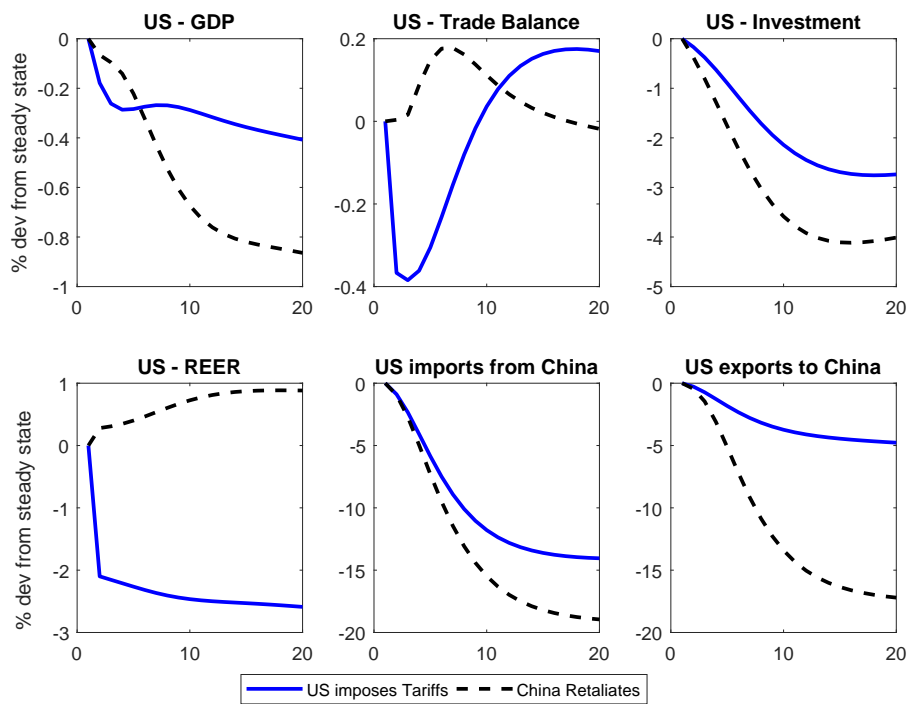 US - GDP
0
-0.2
-0.4
-0.6
-0.8
-1
0 10 20
% dev from steady state
US - Trade Balance
0.2
0
-0.2
-0.4
0 10 20
US - Investment
0
-1
-2
-3
-4
-5
0 10 20
US - REER
1
0
-1
-2
-3
0 10 20
% dev from steady state
US imports from China
0
-5
-10
-15
-20
0 10 20
US exports to China
0
-5
-10
-15
-20
0 10 20
US imposes Tariffs China Retaliates